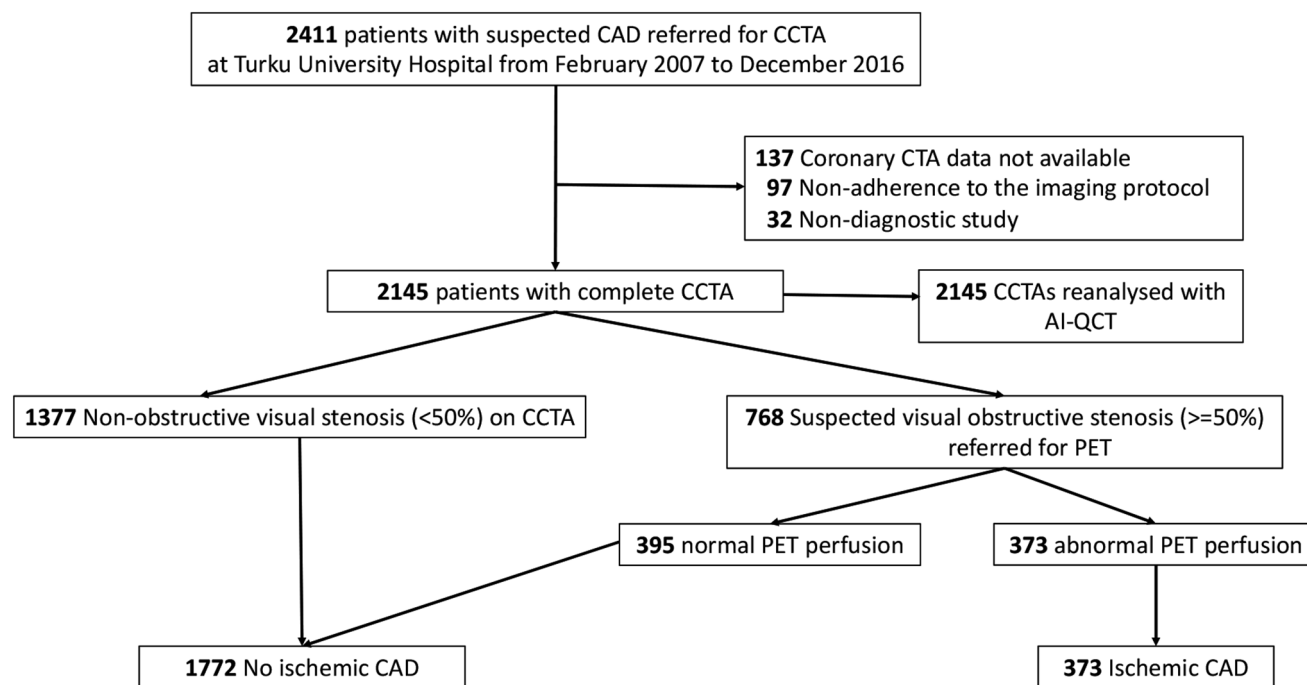 2411 patients with suspected CAD referred for CCTA
at Turku University Hospital from February 2007 to December 2016
137 Coronary CTA data not available
97 Non-adherence to the imaging protocol
32 Non-diagnostic study
2145 patients with complete CCTA
2145 CCTAs reanalysed with
AI-QCT
1377 Non-obstructive visual stenosis (<50%) on CCTA
768 Suspected visual obstructive stenosis (>=50%)
referred for PET
395 normal PET perfusion
373 abnormal PET perfusion
1772 No ischemic CAD
373 Ischemic CAD